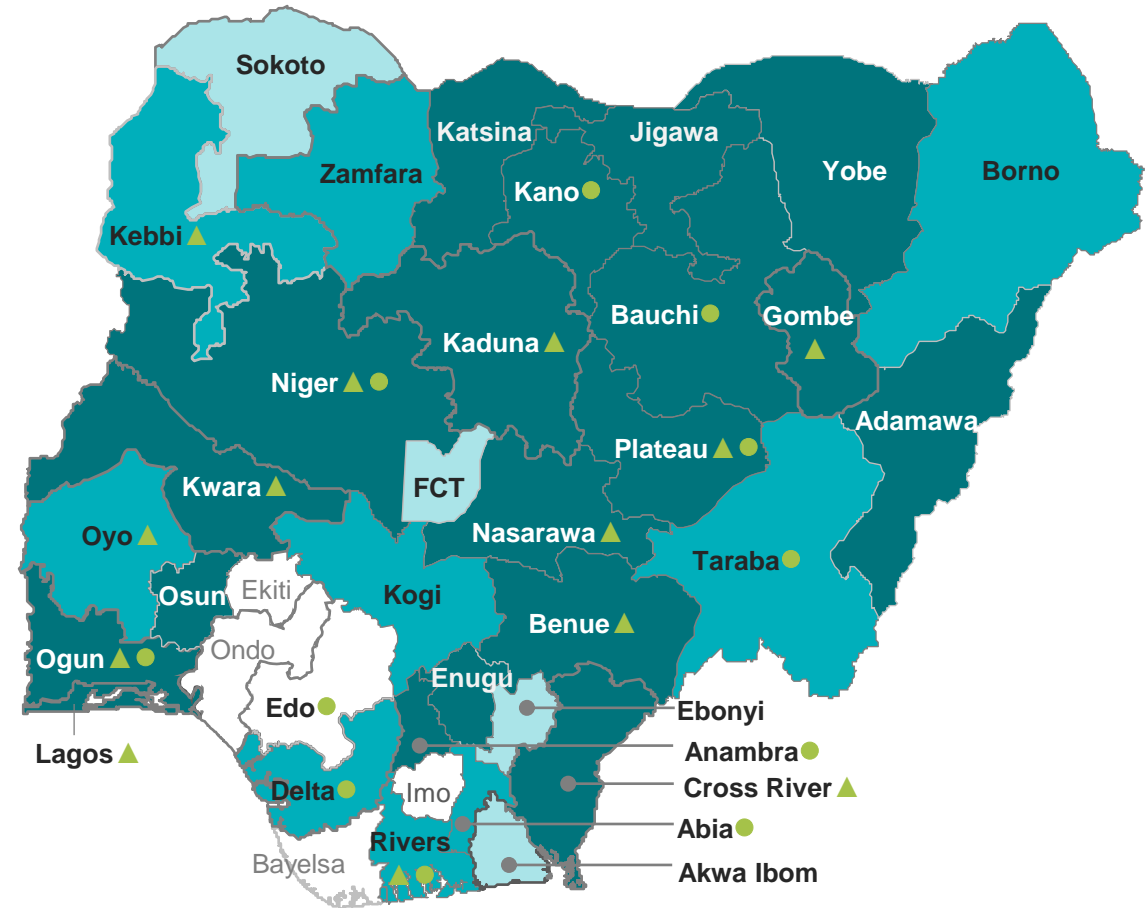 Sokoto
Katsina
Jigawa
Zamfara
Yobe
Borno
Kano
Kebbi
Bauchi
Gombe
Kaduna
Niger
Adamawa
Plateau
Kwara
FCT
Nasarawa
Oyo
Taraba
Osun
Ekiti
Kogi
Benue
Ondo
Ogun
Enugu
Edo
Ebonyi
Lagos
Anambra
Delta
Imo
Cross River
Abia
Rivers
Bayelsa
Akwa Ibom